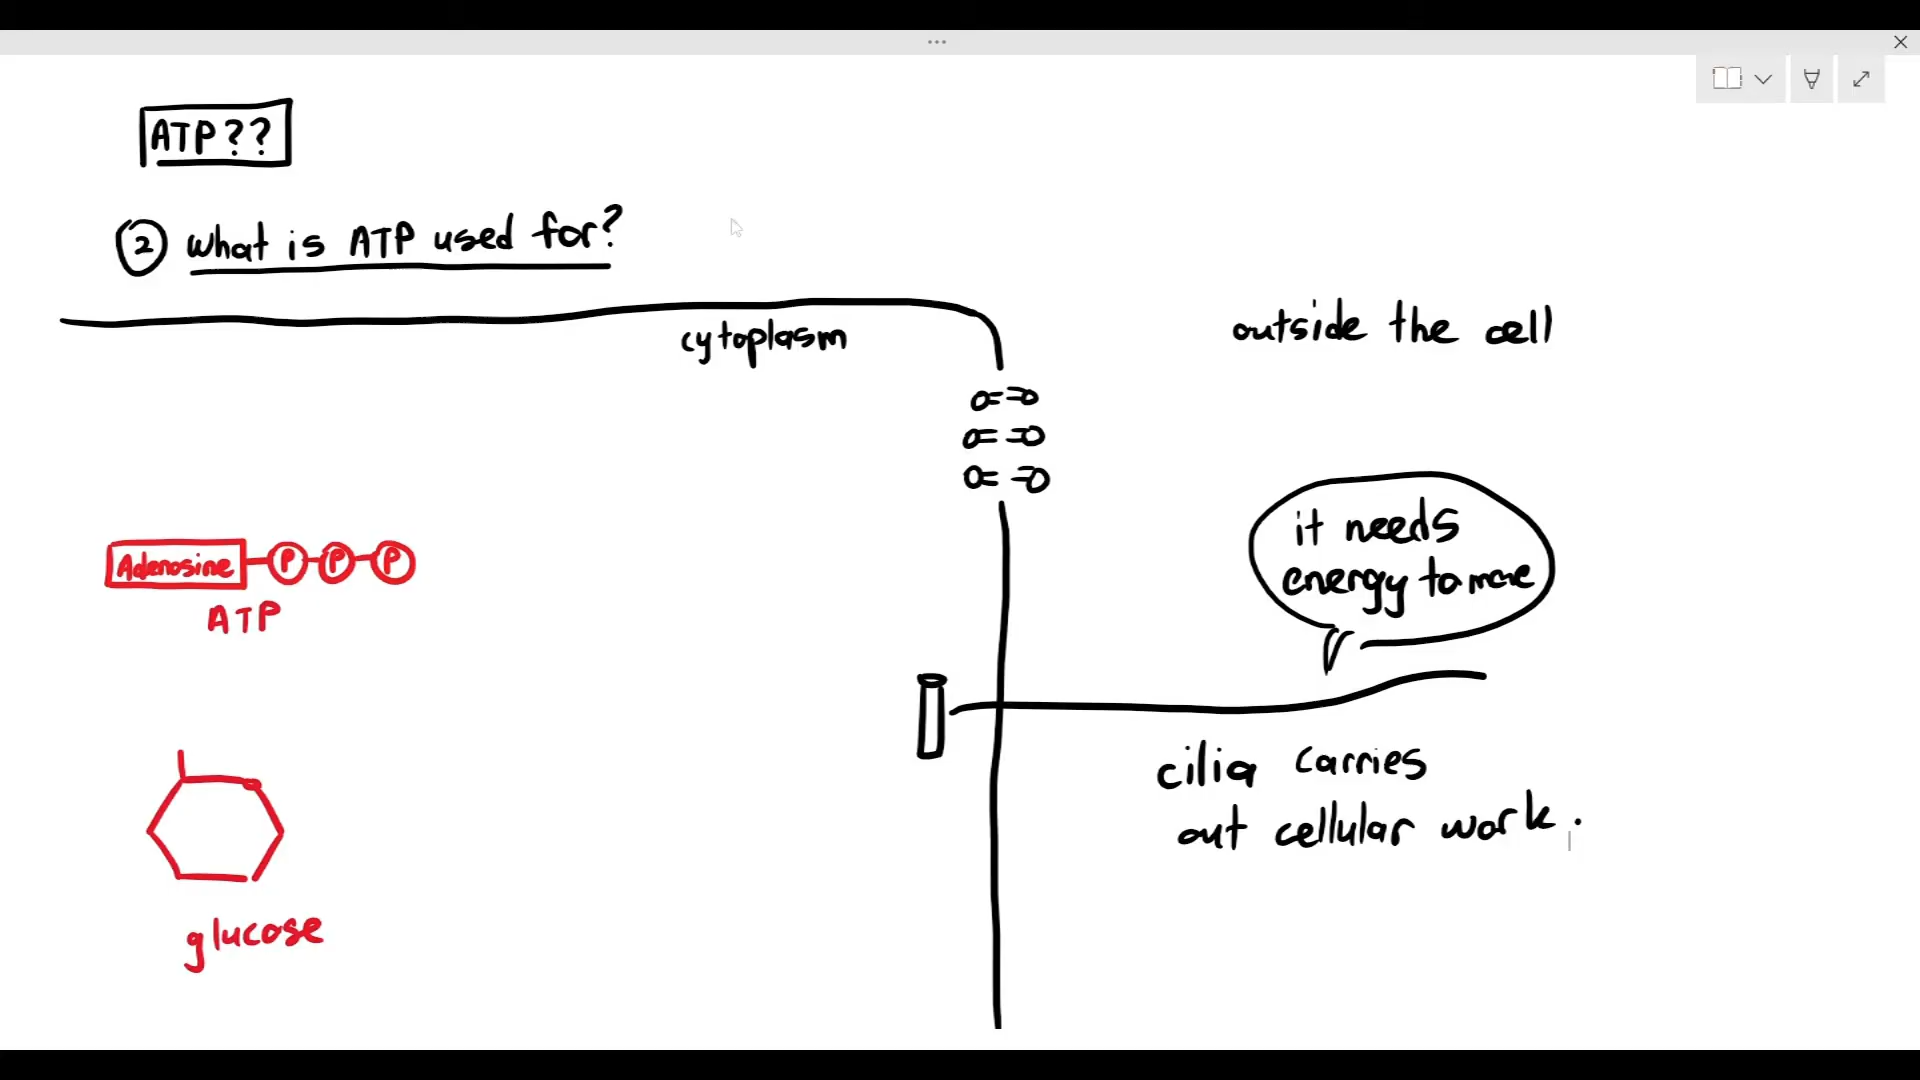 ATP??
② what is ATP used for?
cytoplasm
outside the cell
it needs
energy to move
Adenosine P P P
ATP
cilia carries
out cellular work.
glucose